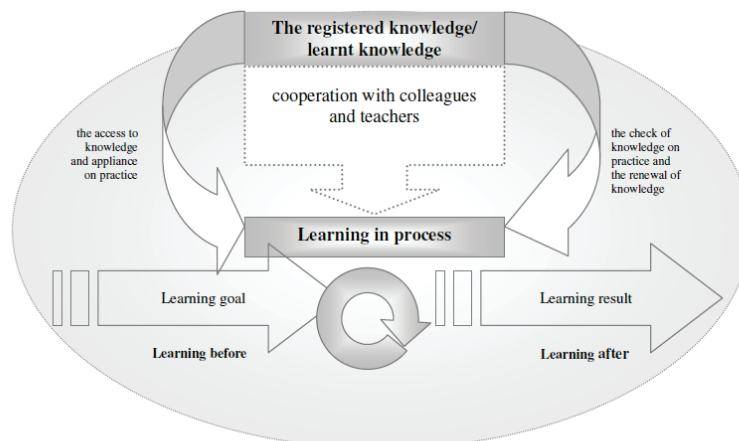 The registered knowledge/
learnt knowledge
cooperation with colleagues
and teachers
the access to
knowledge
and appliance
on practice
the check of
knowledge on
practice and
the renewal of
knowledge
Learning in process
Learning goal
Learning result
Learning before
Learning after